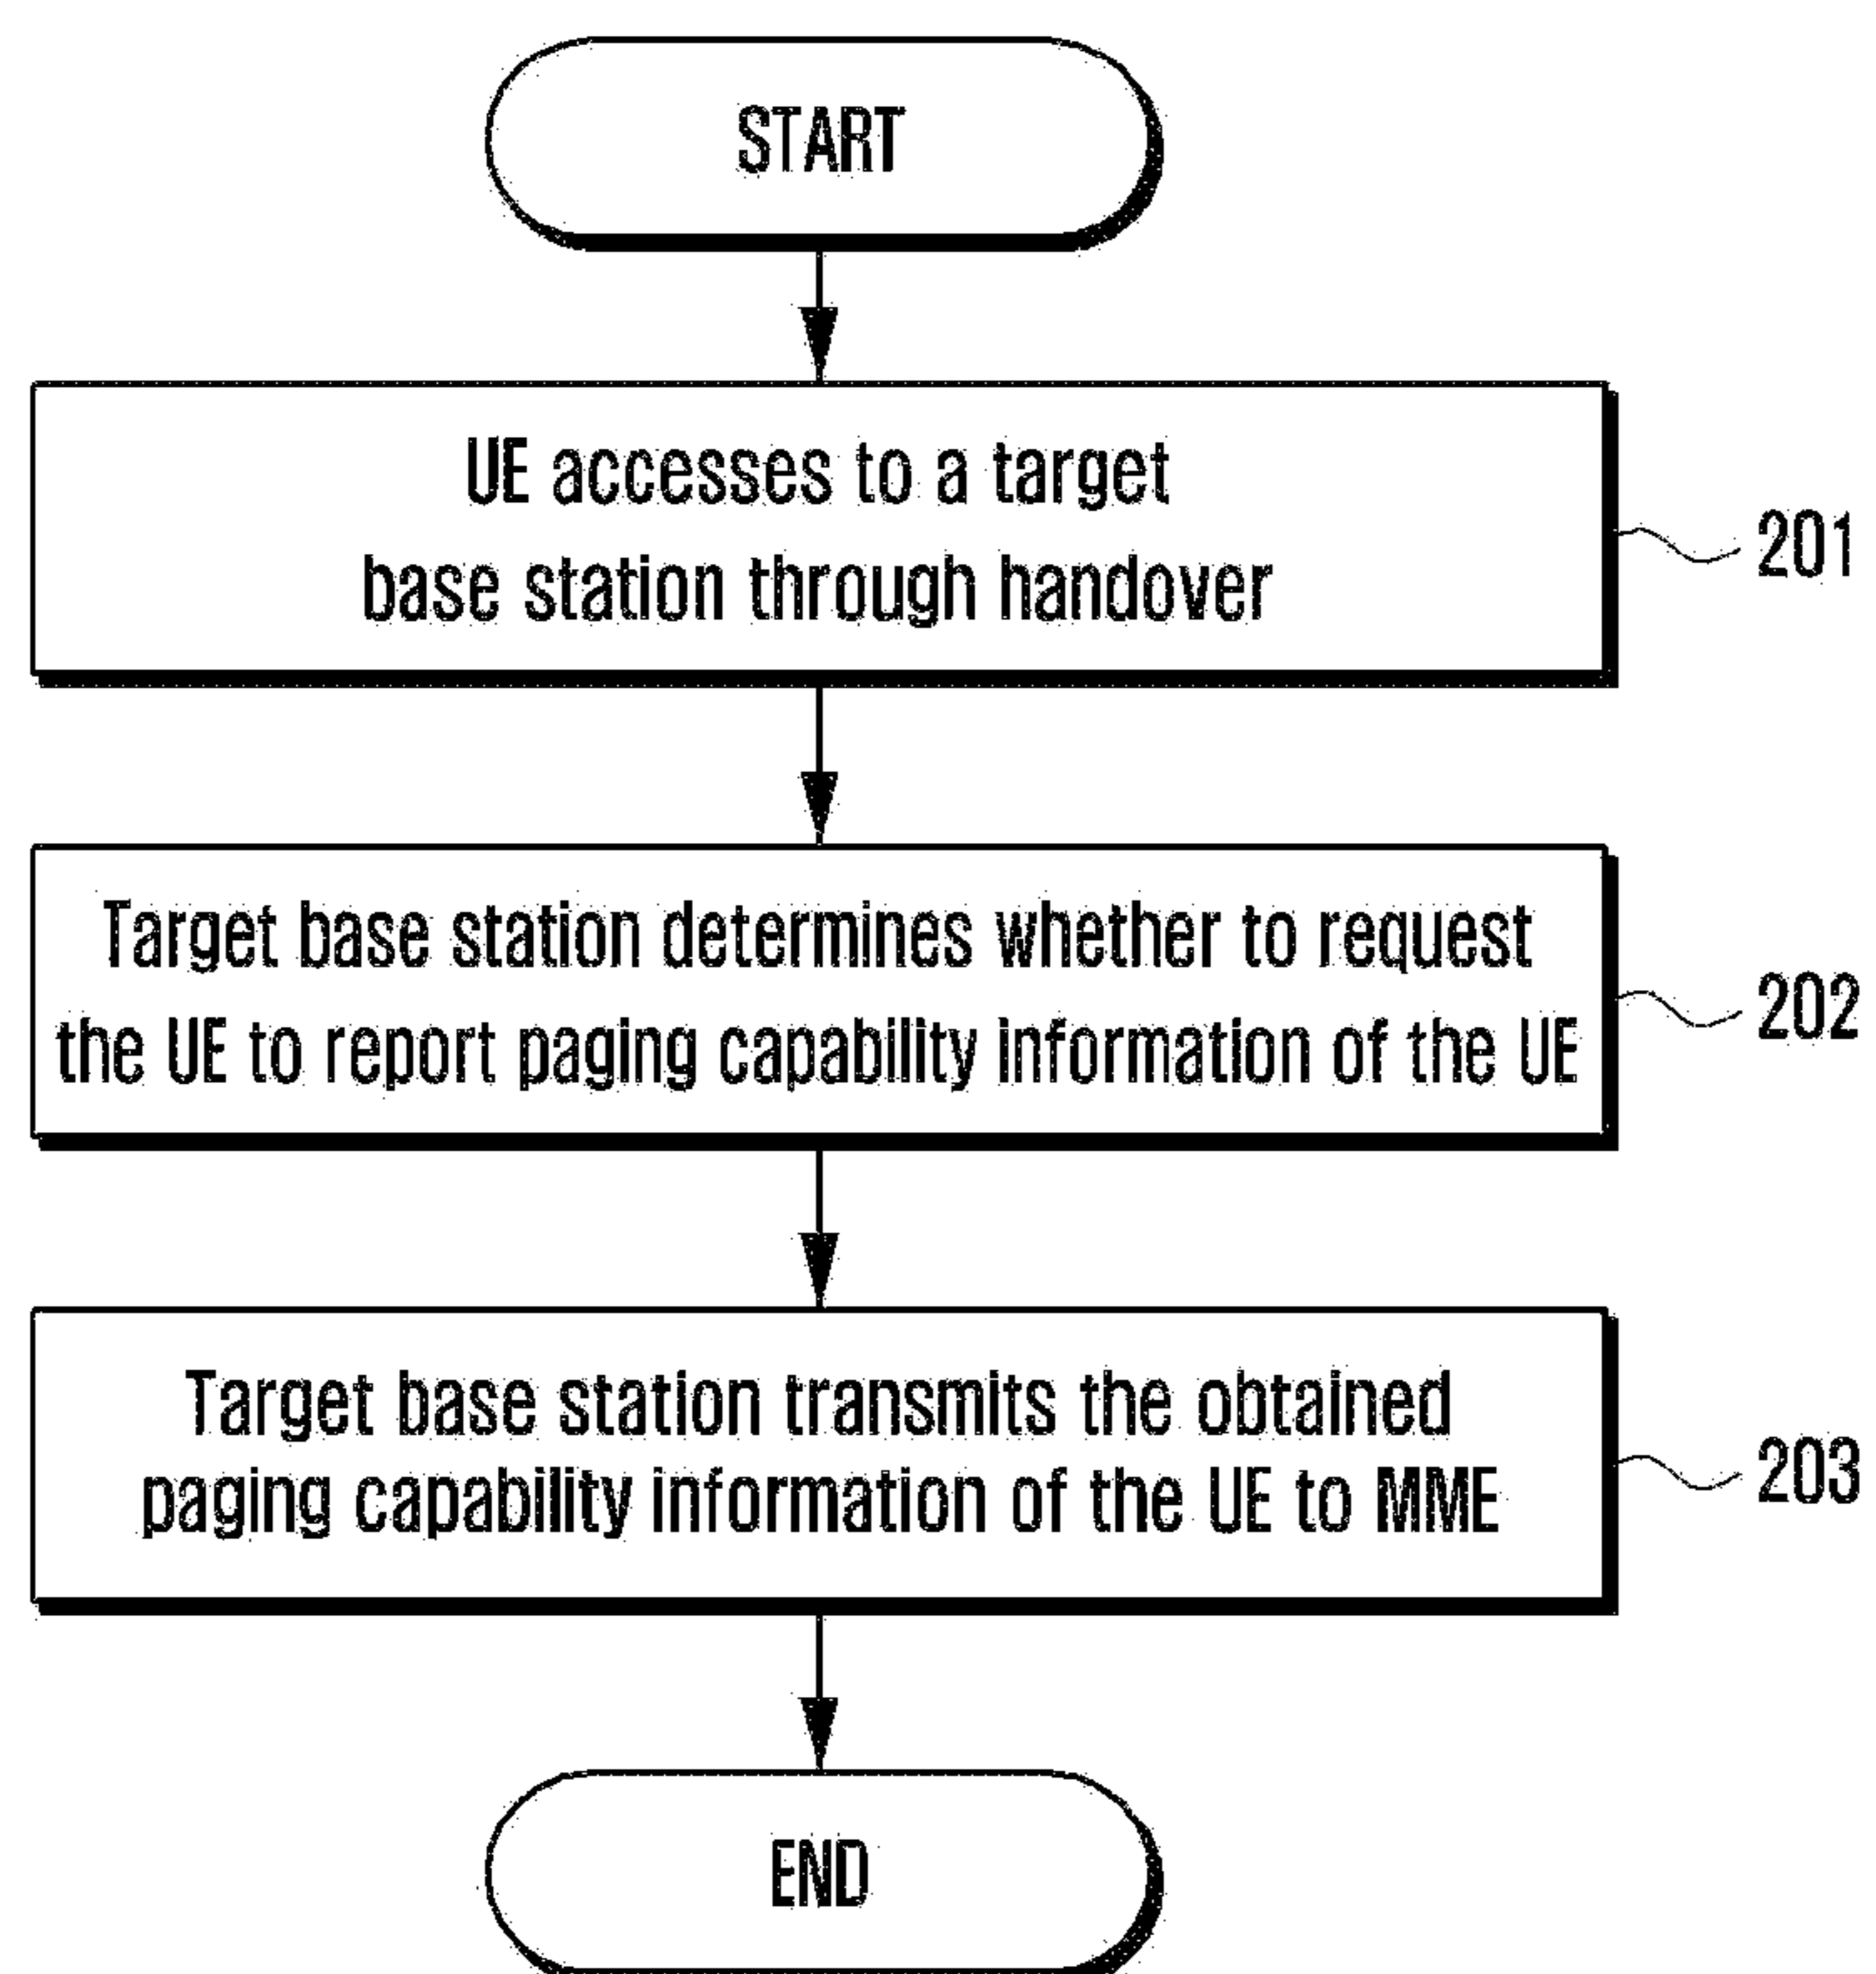 START
UE accesses to a target
base station through handover
201
Target base station determines whether to request
the UE to report paging capability information of the UE
202
Target base station transmits the obtained
paging capability information of the UE to MME
203
END